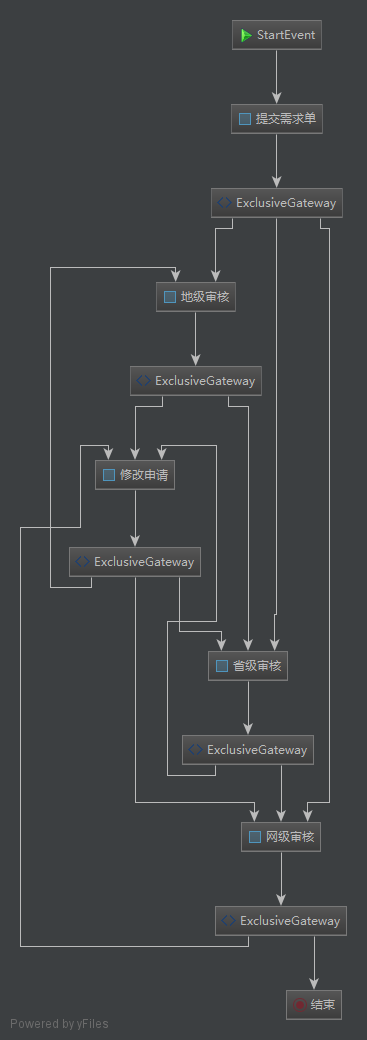 StartEvent
提交需求单
ExclusiveGateway
地级审核
ExclusiveGateway
修改申请
ExclusiveGateway
省级审核
ExclusiveGateway
网级审核
ExclusiveGateway
结束
Powered by yFiles